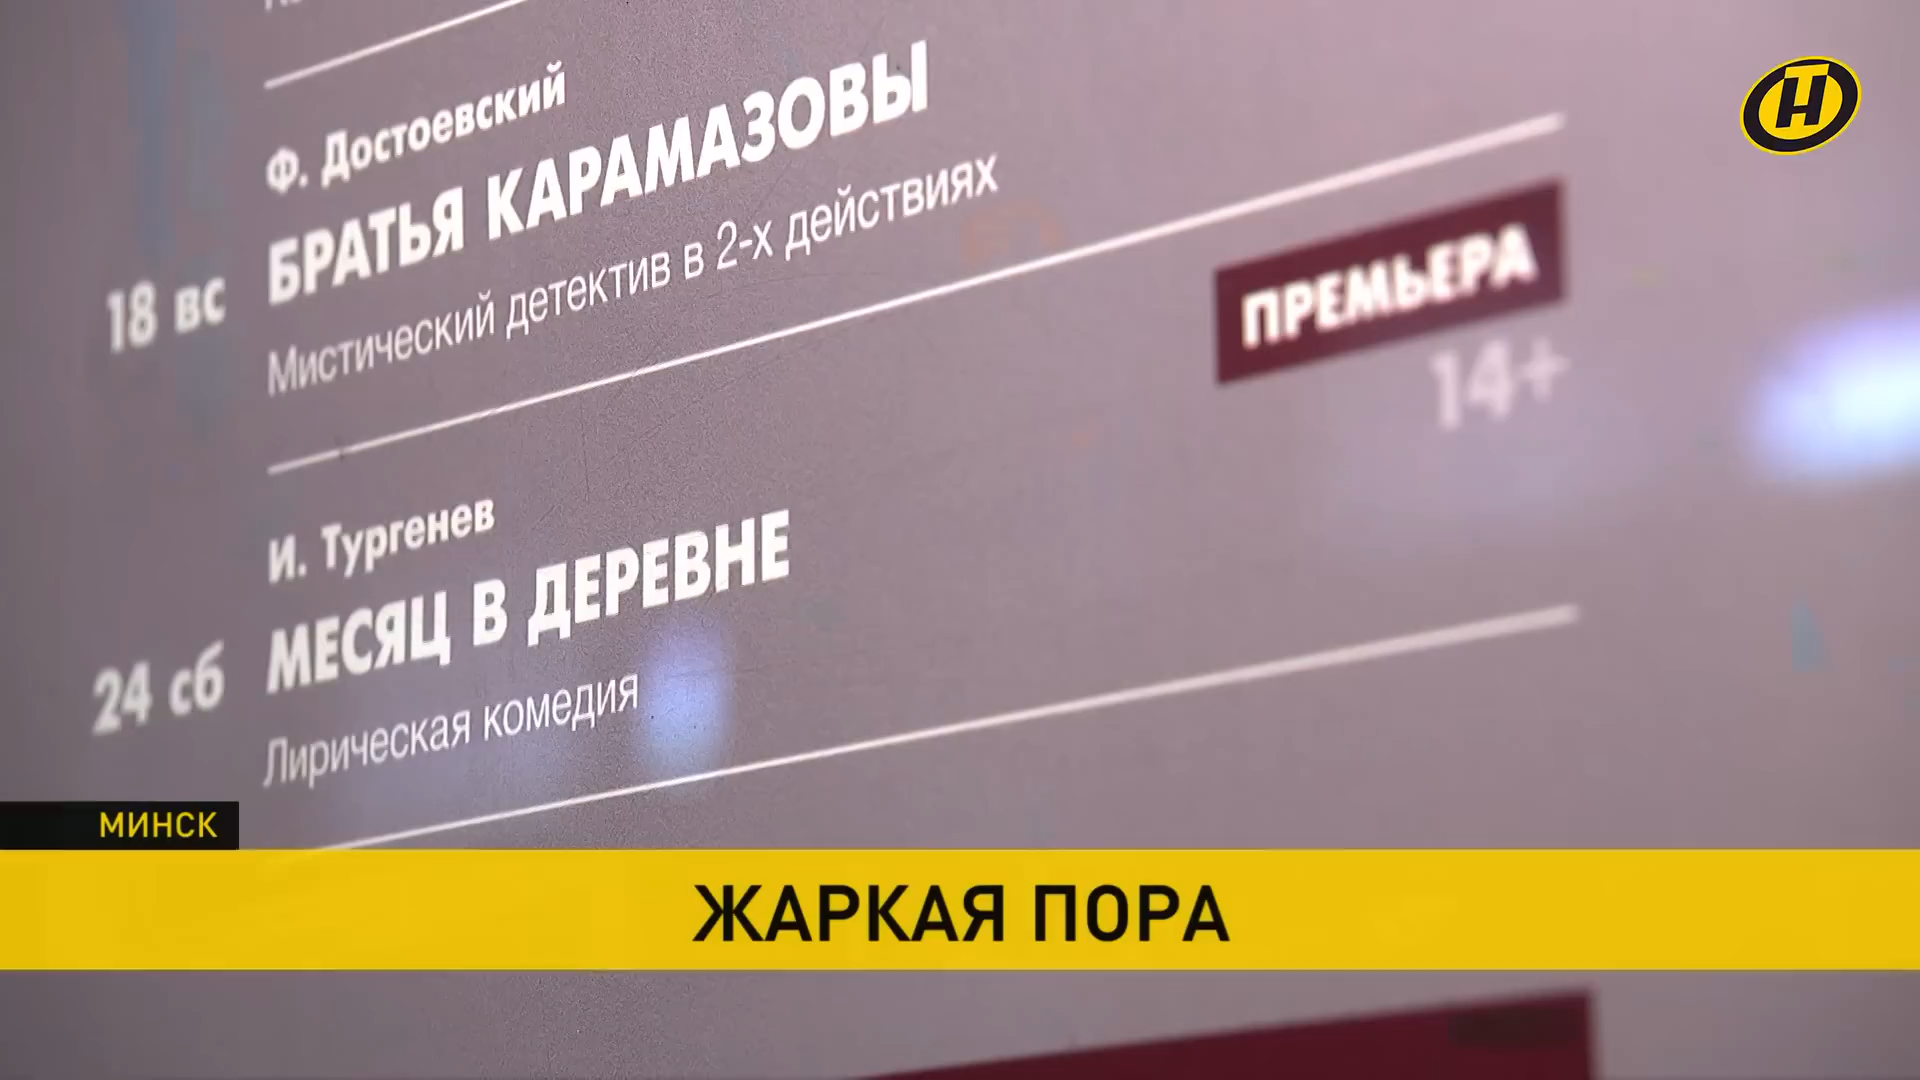 Ф. Достоевский
18 вс БРАТЬЯ КАРАМАЗОВЫ
Мистический детектив в 2-х действиях
ПРЕМЬЕРА
14+
И. Тургенев
24 сб МЕСЯЦ В ДЕРЕВНЕ
Лирическая комедия
МИНСК
ЖАРКАЯ ПОРА